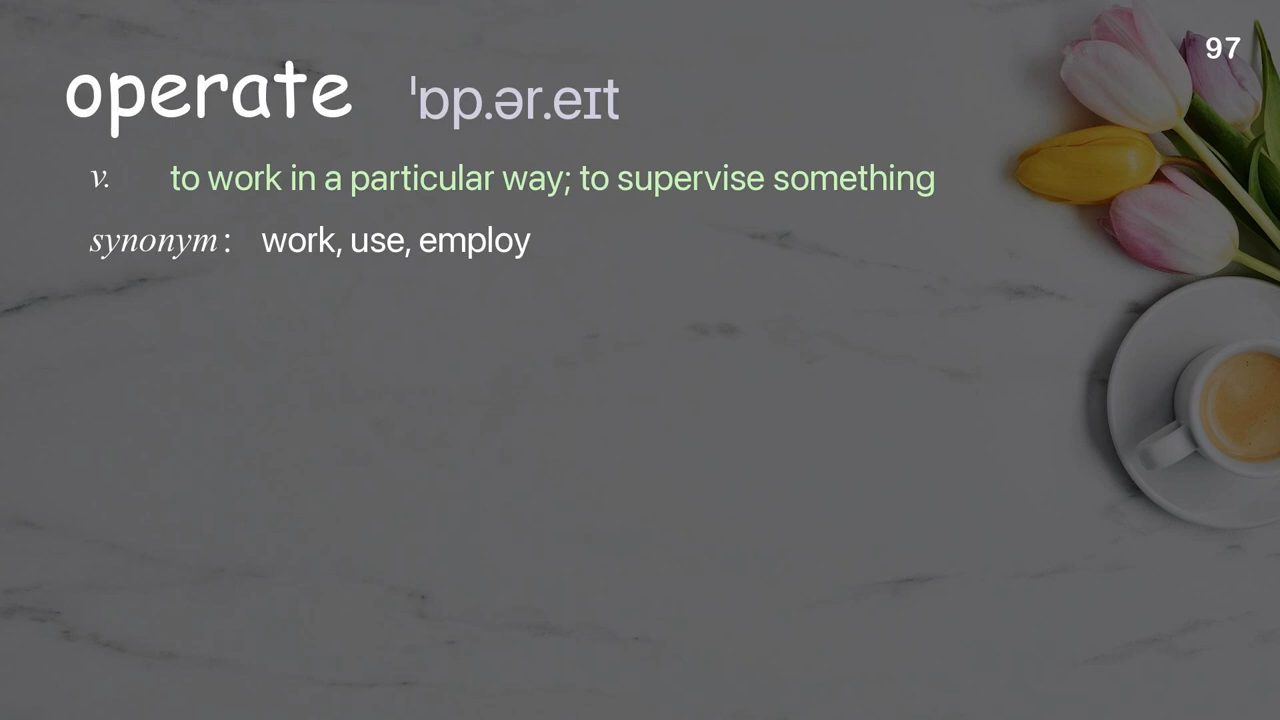 97
operate ˈɒp.ər.eɪt
v. to work in a particular way; to supervise something
synonym: work, use, employ